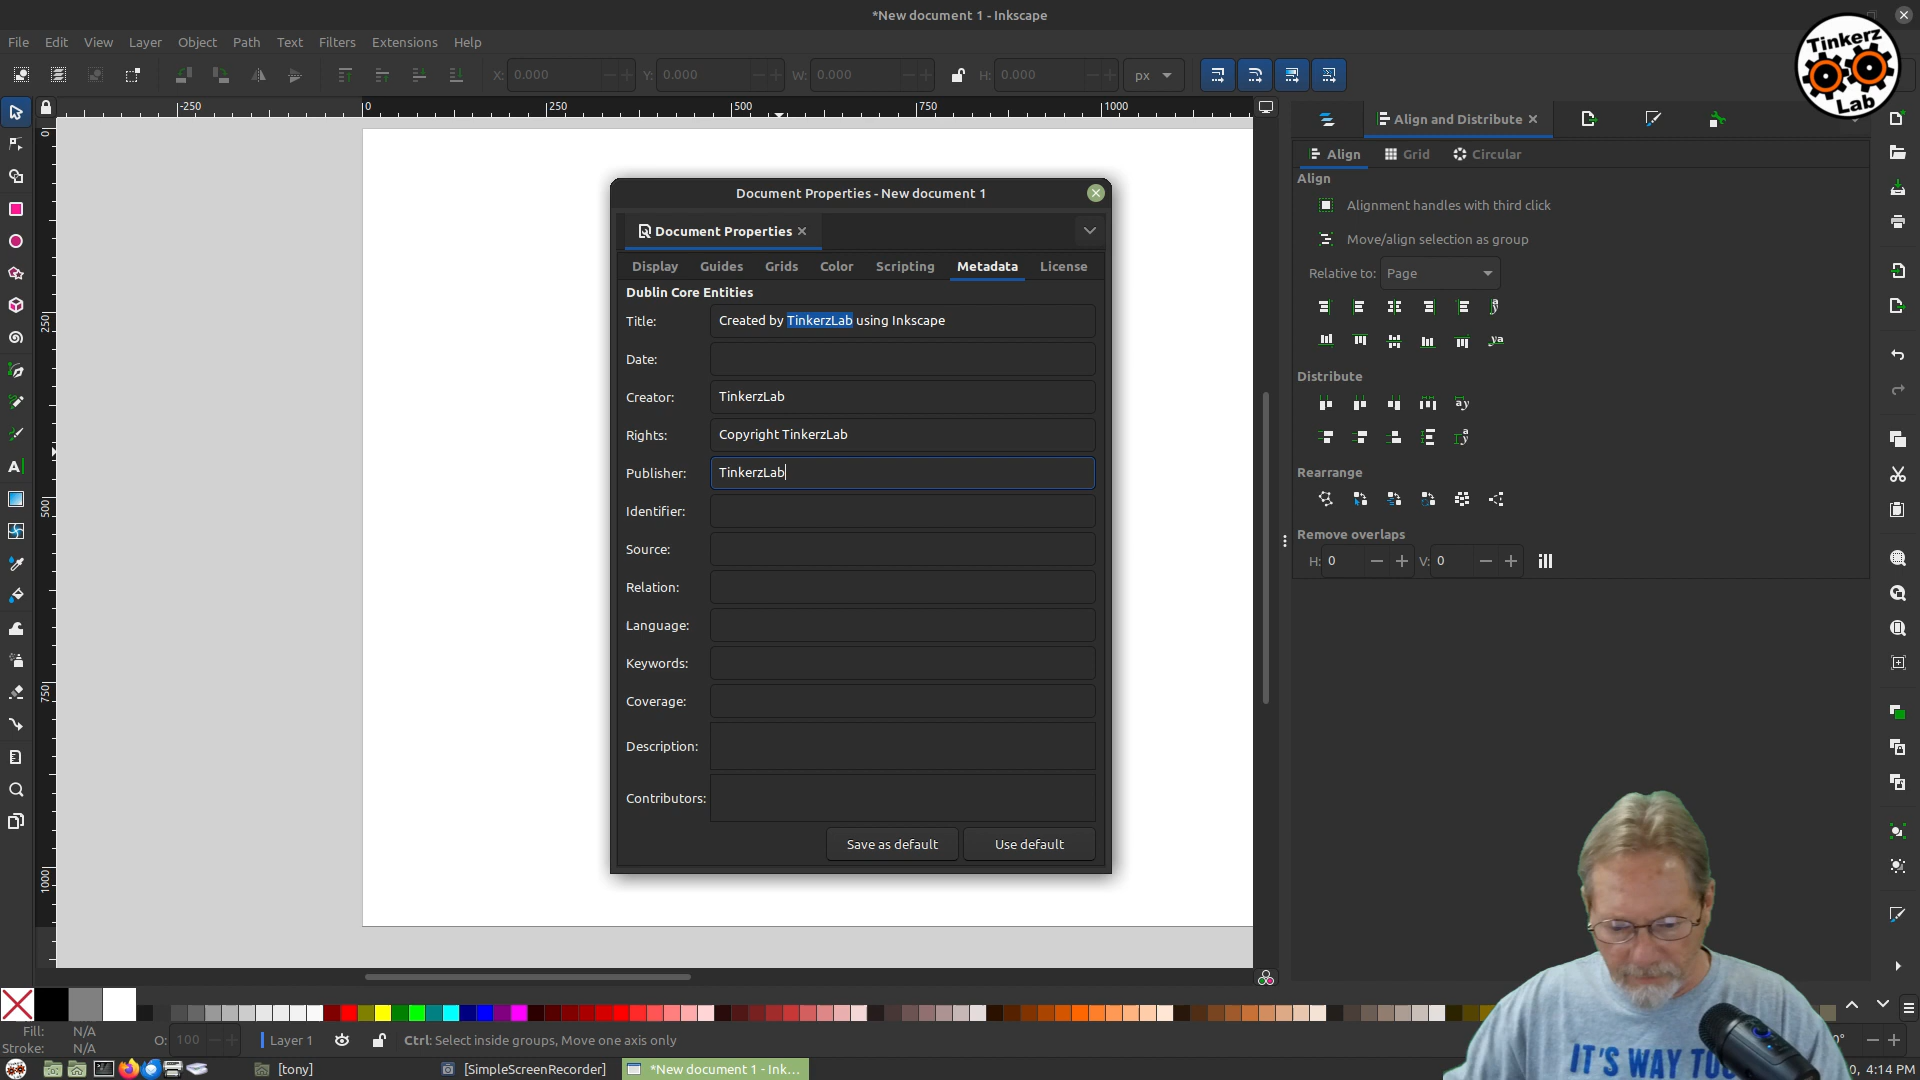 *New document 1 - Inkscape
File Edit View Layer Object Path Text Filters Extensions Help
X: 0.000 Y: 0.000 W: 0.000 H: 0.000 px
Tinkerz
Lab
-250 0 250 500 750 1000
0
250
500
750
1000
Align and Distribute
Align Grid Circular
Align
Alignment handles with third click
Move/align selection as group
Relative to: Page
Distribute
Rearrange
Remove overlaps
H: 0 V: 0
Document Properties - New document 1
Document Properties
Display Guides Grids Color Scripting Metadata License
Dublin Core Entities
Title: Created by TinkerzLab using Inkscape
Date:
Creator: TinkerzLab
Rights: Copyright TinkerzLab
Publisher: TinkerzLab
Identifier:
Source:
Relation:
Language:
Keywords:
Coverage:
Description:
Contributors:
Save as default Use default
Fill: N/A
Stroke: N/A
O: 100
Layer 1
Ctrl: Select inside groups, Move one axis only
IT'S WAY
[tony]
[SimpleScreenRecorder]
*New document 1 - Ink...
0, 4:14 PM